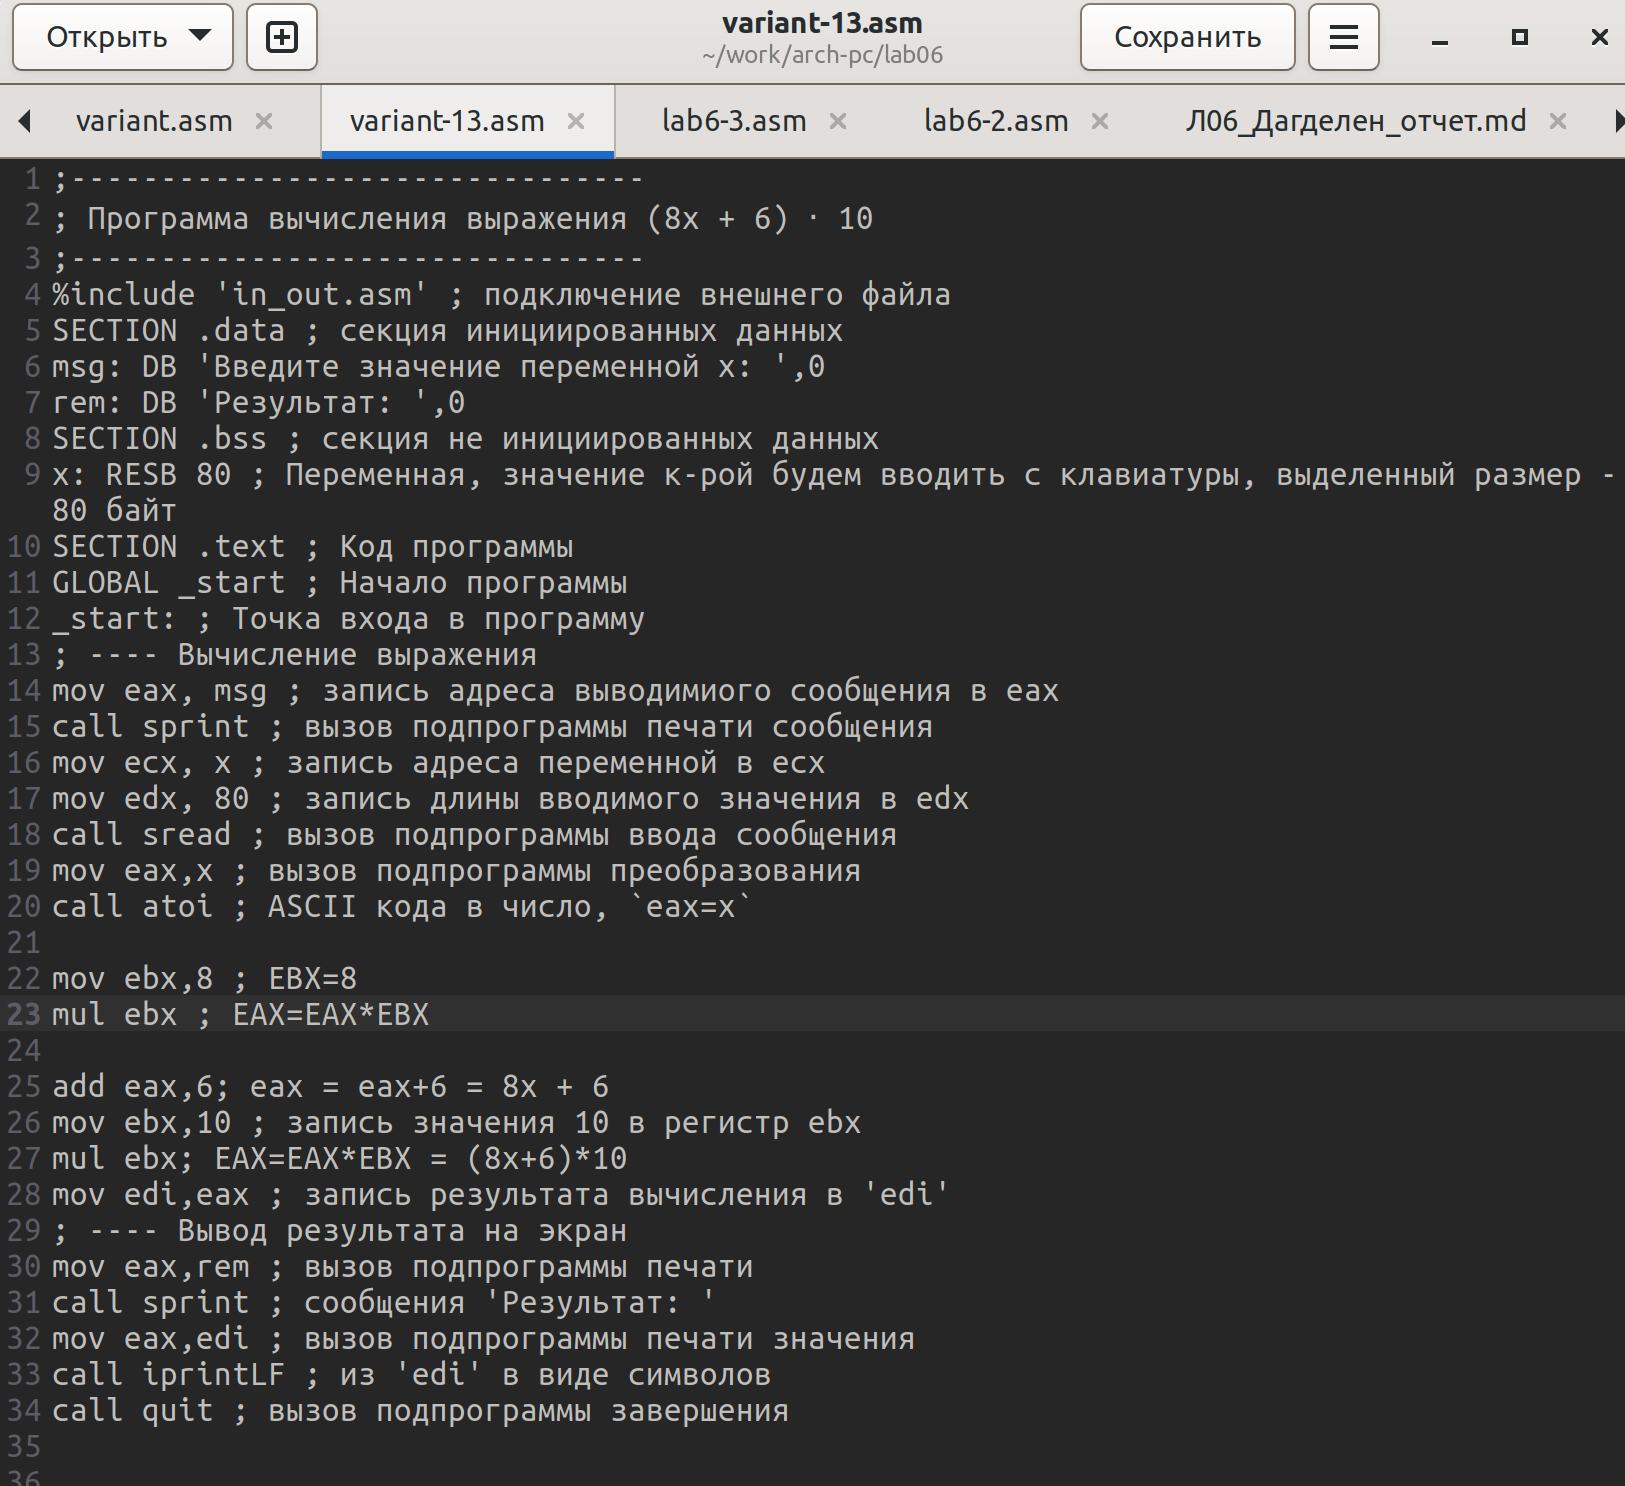 Открыть
variant-13.asm
~/work/arch-pc/lab06
Сохранить
variant.asm
variant-13.asm
lab6-3.asm
lab6-2.asm
Л06_Дагделен_отчет.md
1 ;--------------------------------
2 ; Программа вычисления выражения (8x + 6) · 10
3 ;--------------------------------
4 %include 'in_out.asm' ; подключение внешнего файла
5 SECTION .data ; секция инициированных данных
6 msg: DB 'Введите значение переменной x: ',0
7 rem: DB 'Результат: ',0
8 SECTION .bss ; секция не инициированных данных
9 x: RESB 80 ; Переменная, значение к-рой будем вводить с клавиатуры, выделенный размер -
80 байт
10 SECTION .text ; Код программы
11 GLOBAL _start ; Начало программы
12 _start: ; Точка входа в программу
13 ; ---- Вычисление выражения
14 mov eax, msg ; запись адреса выводимиого сообщения в eax
15 call sprint ; вызов подпрограммы печати сообщения
16 mov ecx, x ; запись адреса переменной в ecx
17 mov edx, 80 ; запись длины вводимого значения в edx
18 call sread ; вызов подпрограммы ввода сообщения
19 mov eax,x ; вызов подпрограммы преобразования
20 call atoi ; ASCII кода в число, `eax=x`
21
22 mov ebx,8 ; EBX=8
23 mul ebx ; EAX=EAX*EBX
24
25 add eax,6; eax = eax+6 = 8x + 6
26 mov ebx,10 ; запись значения 10 в регистр ebx
27 mul ebx; EAX=EAX*EBX = (8x+6)*10
28 mov edi,eax ; запись результата вычисления в 'edi'
29 ; ---- Вывод результата на экран
30 mov eax,rem ; вызов подпрограммы печати
31 call sprint ; сообщения 'Результат: '
32 mov eax,edi ; вызов подпрограммы печати значения
33 call iprintLF ; из 'edi' в виде символов
34 call quit ; вызов подпрограммы завершения
35
36